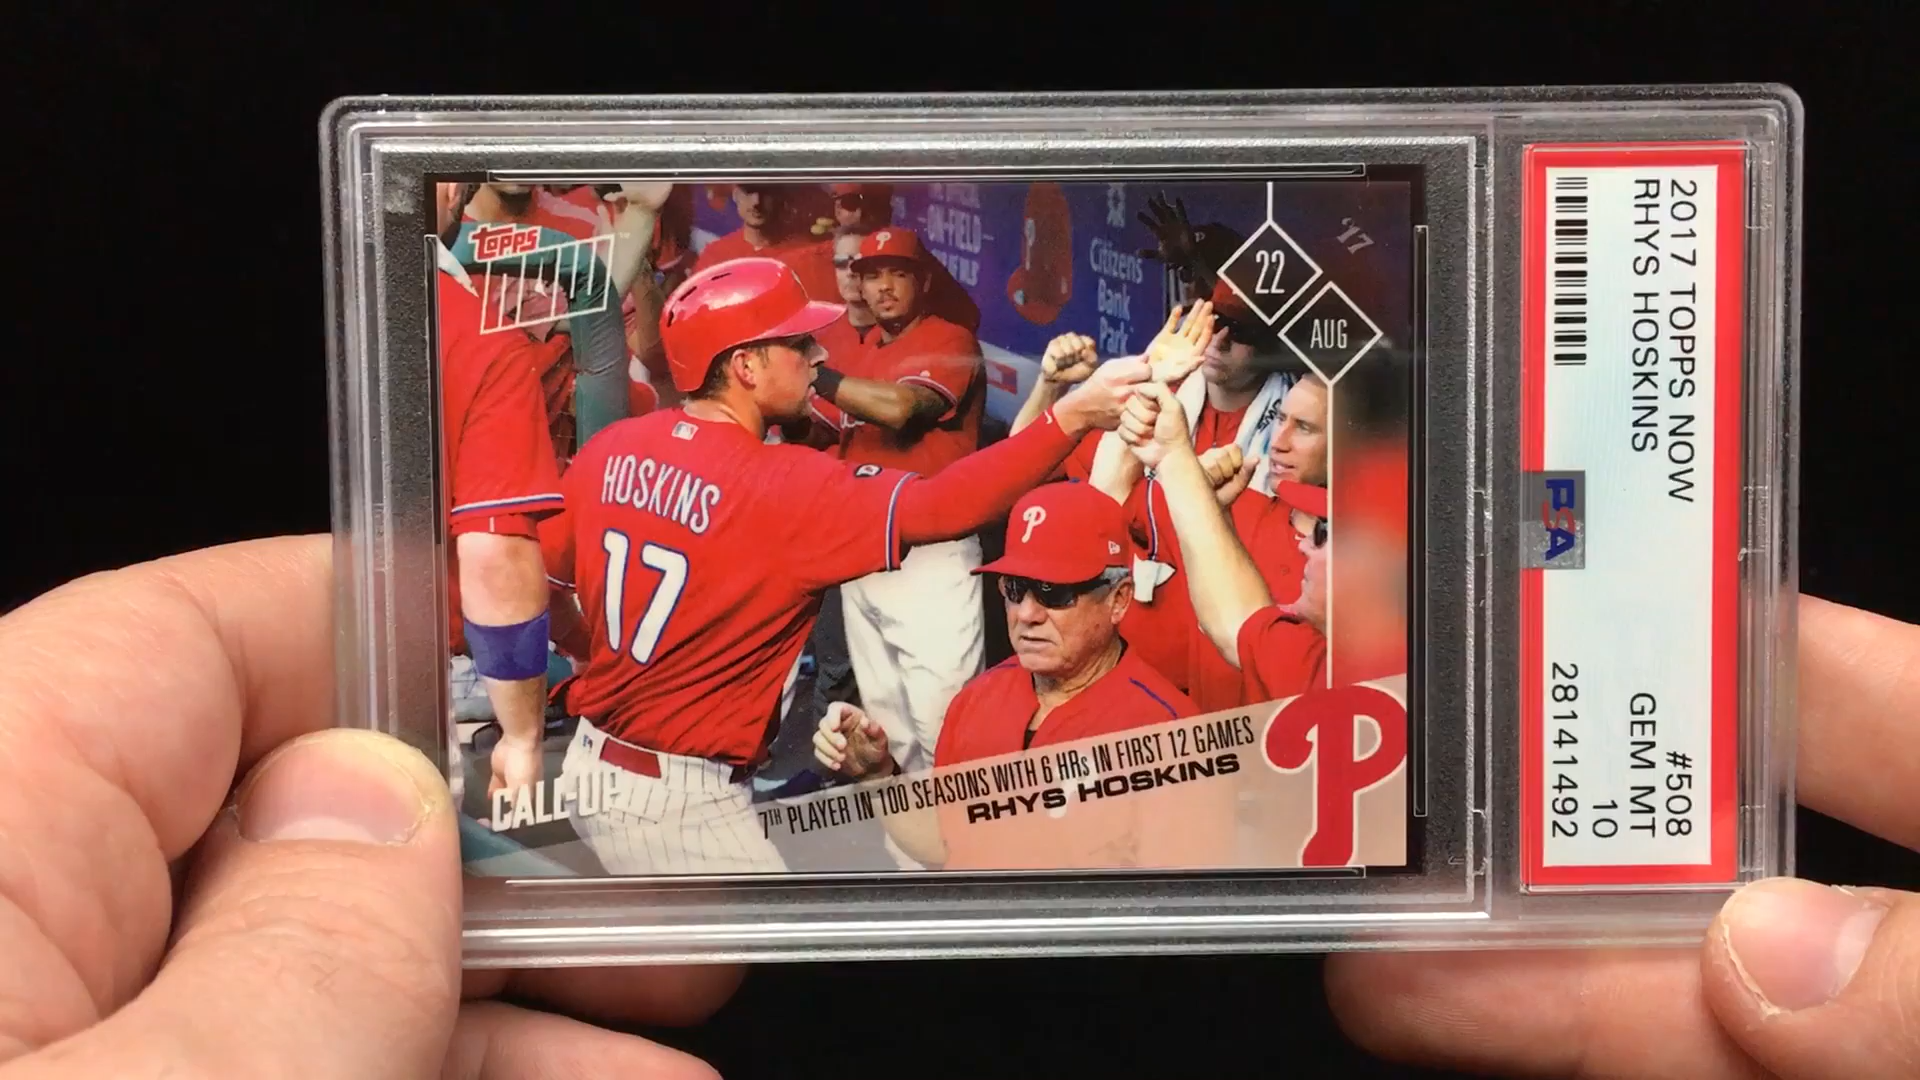 topps
NOW
ON-FIELD
Citizens
Bank
Park
22
AUG
'17
P
HOSKINS
17
P
CALL-UP
7TH PLAYER IN 100 SEASONS WITH 6 HRs IN FIRST 12 GAMES
RHYS HOSKINS
P
2017 TOPPS NOW
RHYS HOSKINS
#508
GEM MT
10
PSA
28141492